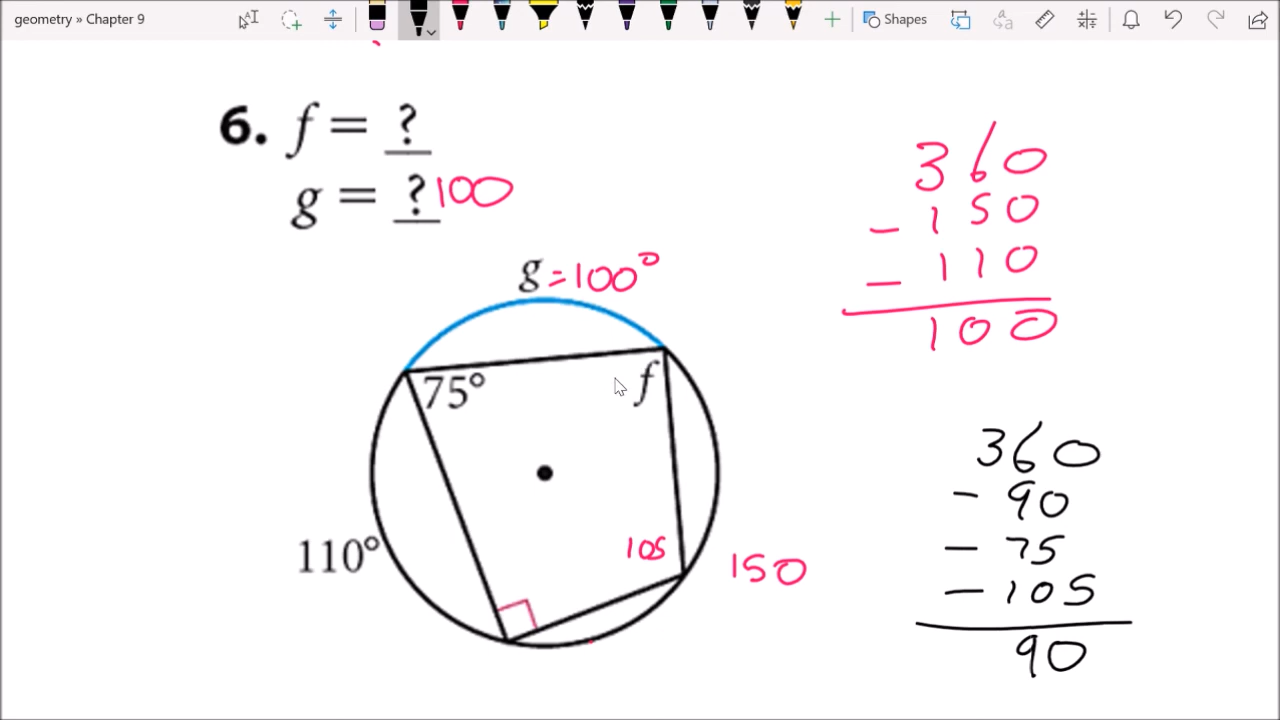 geometry » Chapter 9
Shapes
6. f = ?
g = ? 100
g = 100°
75°
f
110°
105
150
360
- 150
- 110
100
360
- 90
- 75
- 105
90